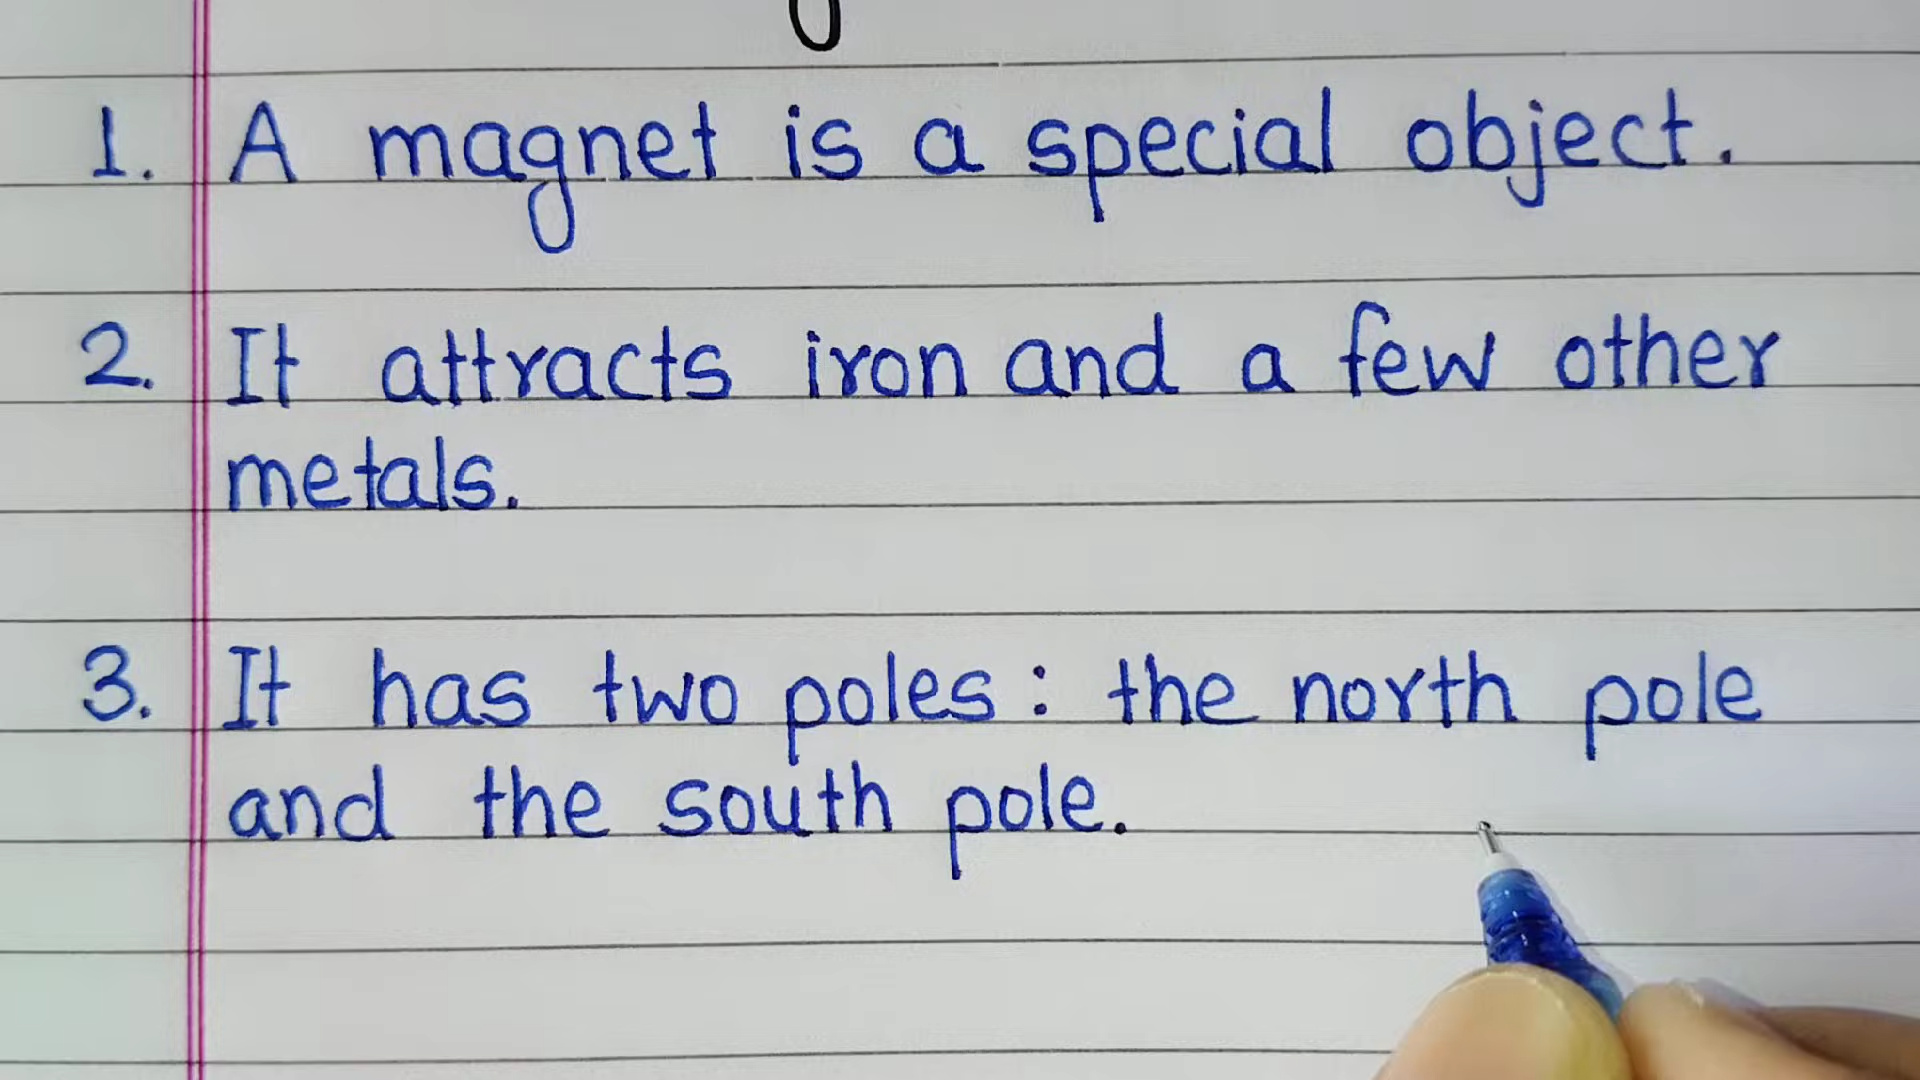 1. A magnet is a special object.
2. It attracts iron and a few other
metals.
3. It has two poles: the north pole
and the south pole.